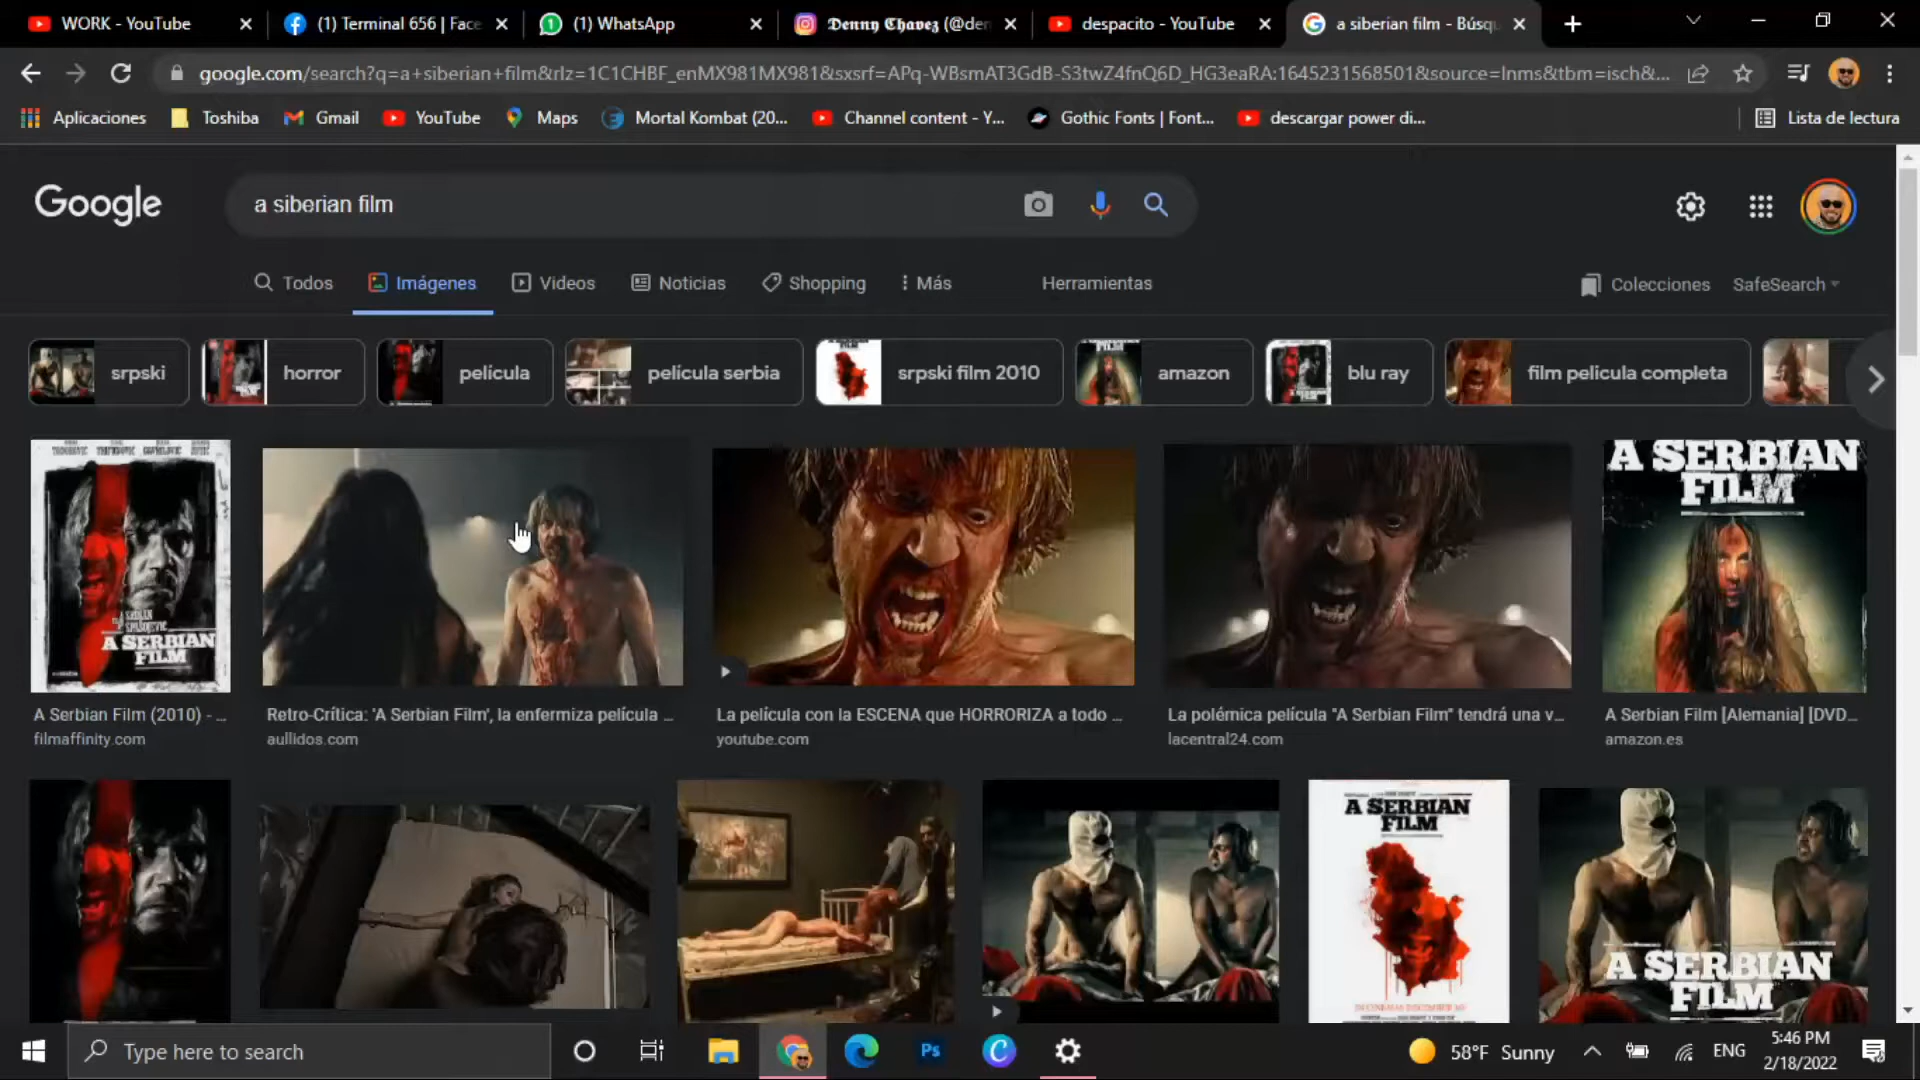 WORK - YouTube
(1) Terminal 656 | Face
(1) WhatsApp
𝕯𝖊𝖓𝖓𝖞 𝕮𝖍𝖆𝖛𝖊𝖟 (@den
despacito - YouTube
a siberian film - Búsqu
google.com/search?q=a+siberian+film&rlz=1C1CHBF_enMX981MX981&sxsrf=APq-WBsmAT3GdB-S3twZ4fnQ6D_HG3eaRA:1645231568501&source=lnms&tbm=isch&...
Aplicaciones
Toshiba
Gmail
YouTube
Maps
Mortal Kombat (20...
Channel content - Y...
Gothic Fonts | Font...
descargar power di...
Lista de lectura
Google
a siberian film
Todos
Imágenes
Videos
Noticias
Shopping
Más
Herramientas
Colecciones
SafeSearch
srpski
horror
película
película serbia
srpski film 2010
amazon
blu ray
film pelicula completa
A SERBIAN
FILM
A SERBIAN
FILM
A Serbian Film (2010) - ...
filmaffinity.com
Retro-Crítica: 'A Serbian Film', la enfermiza película ...
aullidos.com
La película con la ESCENA que HORRORIZA a todo ...
youtube.com
La polémica película "A Serbian Film" tendrá una v...
lacentral24.com
A Serbian Film [Alemania] [DVD...
amazon.es
A SERBIAN
FILM
A SERBIAN
FILM
Type here to search
Ps
58°F Sunny
ENG
5:46 PM
2/18/2022